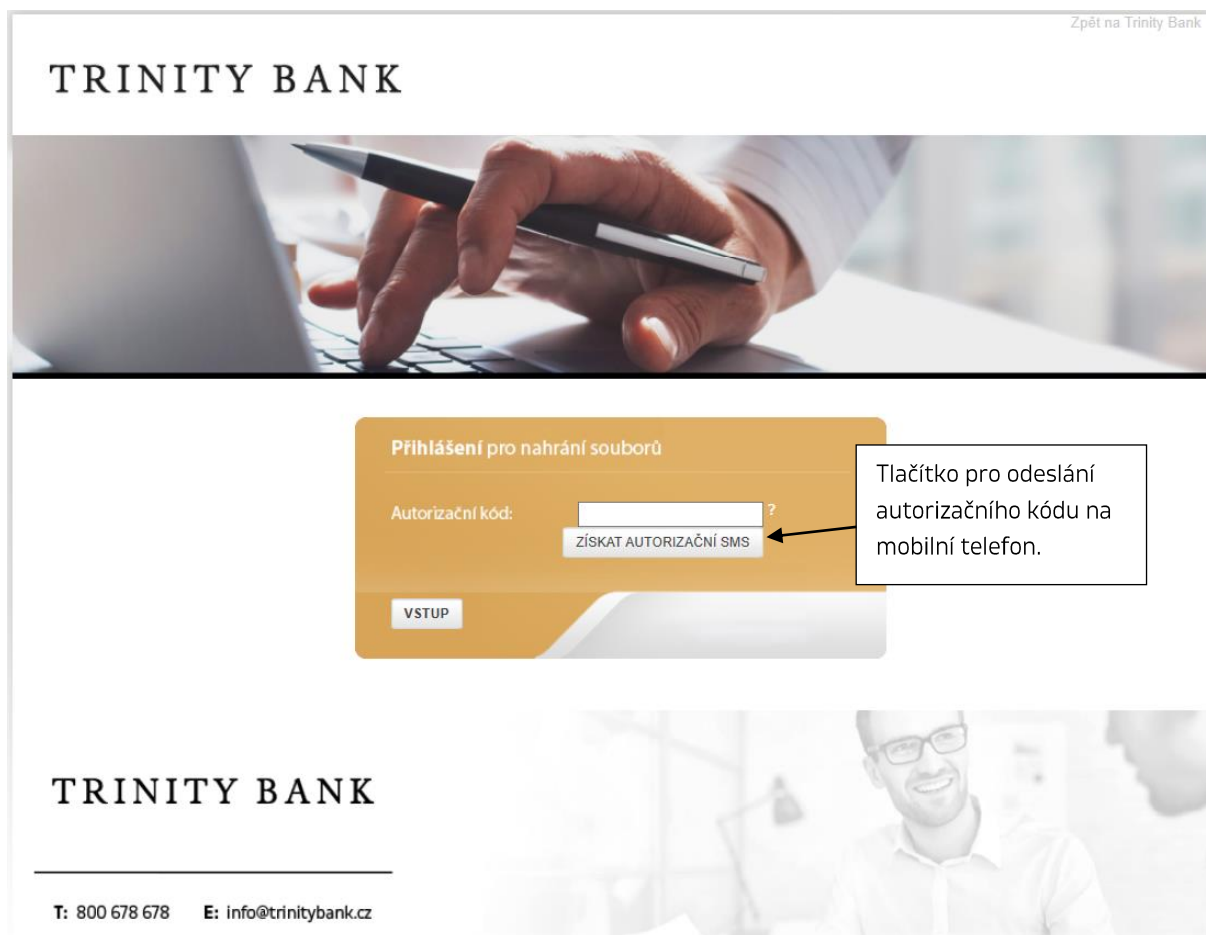 Zpět na Trinity Bank
TRINITY BANK
Přihlášení pro nahrání souborů
Autorizační kód:
?
ZÍSKAT AUTORIZAČNÍ SMS
Tlačítko pro odeslání
autorizačního kódu na
mobilní telefon.
VSTUP
TRINITY BANK
T: 800 678 678 E: info@trinitybank.cz